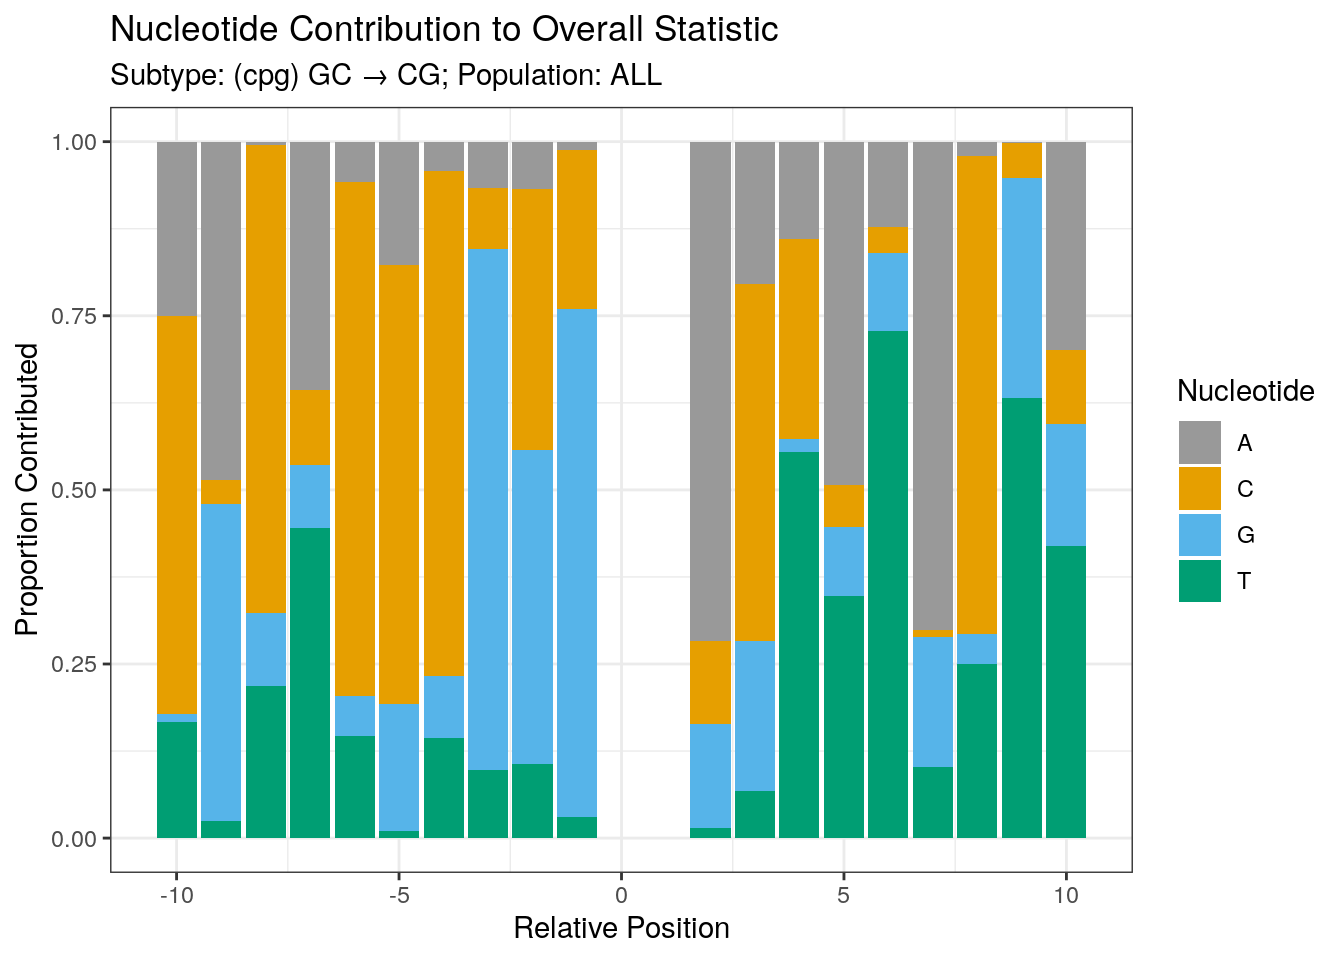 Nucleotide Contribution to Overall Statistic
Subtype: (cpg) GC → CG; Population: ALL
1.00
0.75
0.50
0.25
0.00
Proportion Contributed
-10
-5
0
5
10
Relative Position
Nucleotide
A
C
G
T